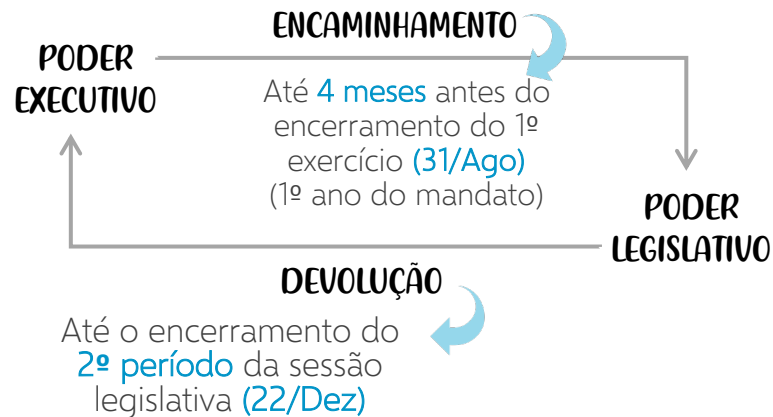 ENCAMINHAMENTO
PODER
EXECUTIVO
Até 4 meses antes do
encerramento do 1º
exercício (31/Ago)
(1º ano do mandato)
PODER
LEGISLATIVO
DEVOLUÇÃO
Até o encerramento do
2º período da sessão
legislativa (22/Dez)